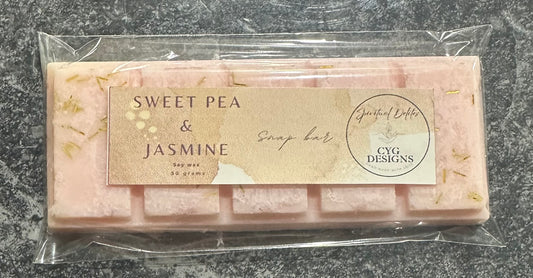 SWEET PEA
&
JASMINE
Soy wax
50 grams
snap bar
Spiritual Delites
CYG
DESIGNS